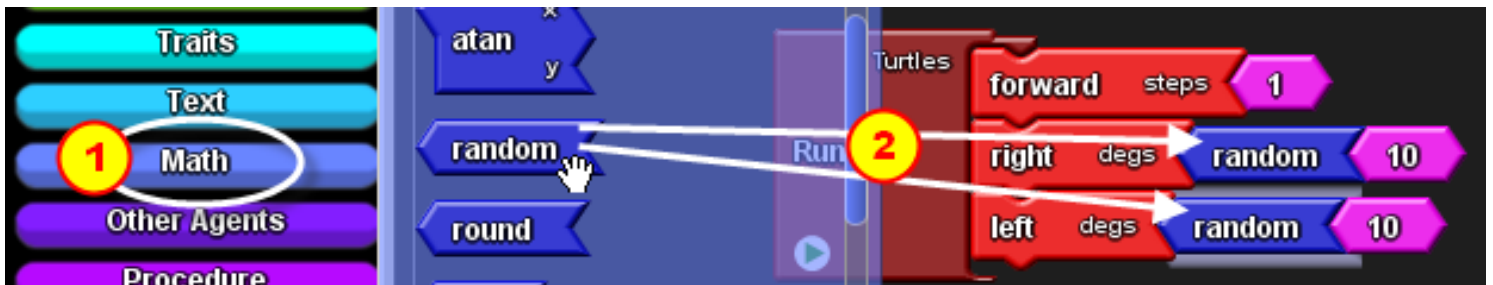 Traits
Text
1
Math
Other Agents
Procedure
x
atan
y
random
round
Turtles
Run
2
forward steps 1
right degs random 10
left degs random 10